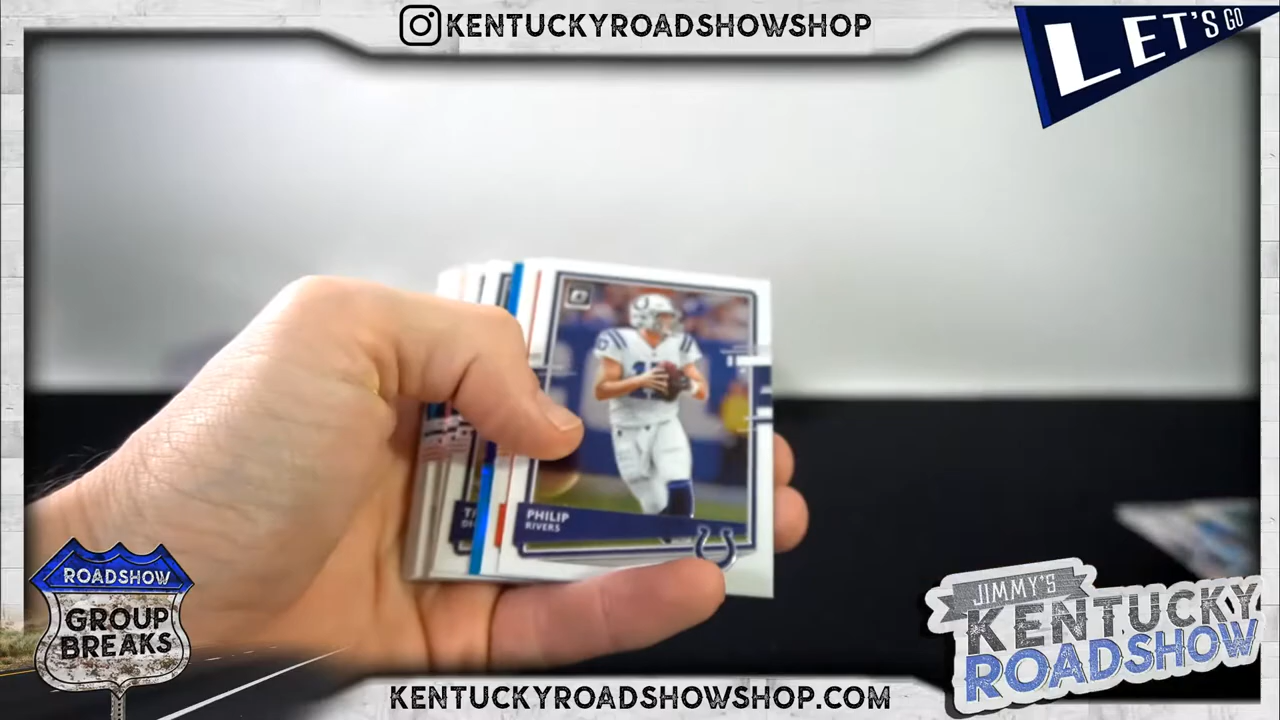 KENTUCKYROADSHOWSHOP
LET'S GO
PHILIP
RIVERS
ROADSHOW
GROUP
BREAKS
JIMMY'S
KENTUCKY
ROADSHOW
KENTUCKYROADSHOWSHOP.COM